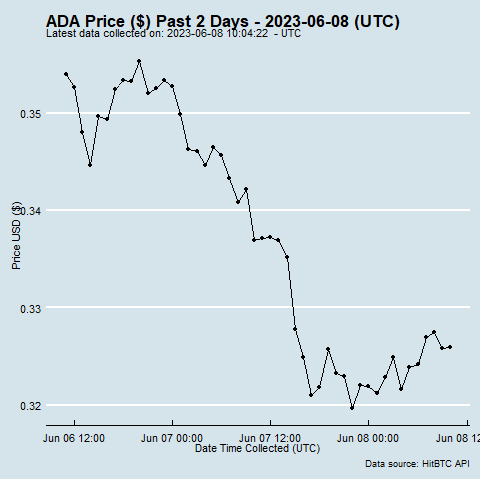 ADA Price ($) Past 2 Days - 2023-06-08 (UTC)
Latest data collected on: 2023-06-08 10:04:22 - UTC
0.35
0.34
0.33
0.32
Price USD ($)
Jun 06 12:00
Jun 07 00:00
Jun 07 12:00
Jun 08 00:00
Jun 08 12
Date Time Collected (UTC)
Data source: HitBTC API